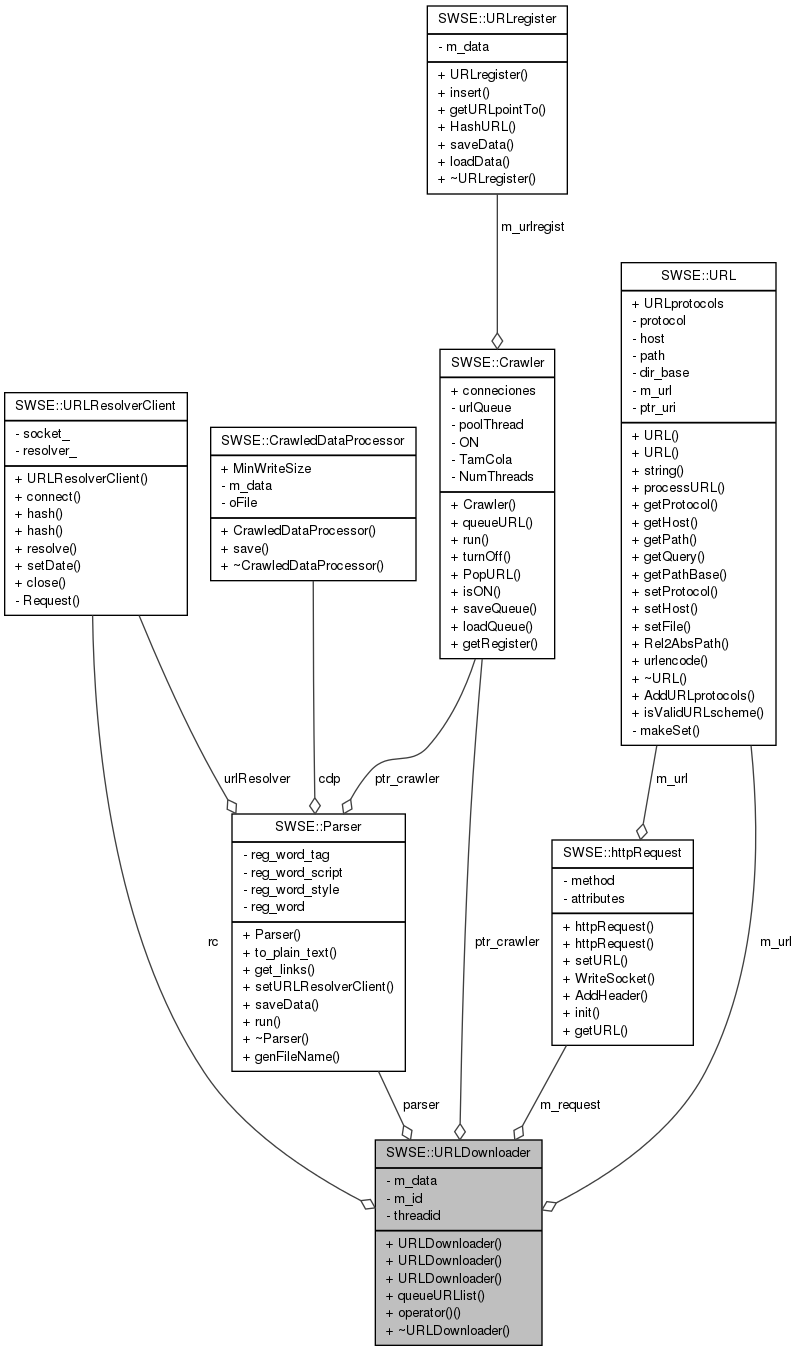 SWSE::URLregister
- m_data
+ URLregister()
+ insert()
+ getURLpointTo()
+ HashURL()
+ saveData()
+ loadData()
+ ~URLregister()
m_urlregist
SWSE::URL
+ URLprotocols
- protocol
- host
- path
- dir_base
- m_url
- ptr_uri
+ URL()
+ URL()
+ string()
+ processURL()
+ getProtocol()
+ getHost()
+ getPath()
+ getQuery()
+ getPathBase()
+ setProtocol()
+ setHost()
+ setFile()
+ Rel2AbsPath()
+ urlencode()
+ ~URL()
+ AddURLprotocols()
+ isValidURLscheme()
- makeSet()
SWSE::Crawler
+ conneciones
- urlQueue
- poolThread
- ON
- TamCola
- NumThreads
+ Crawler()
+ queueURL()
+ run()
+ turnOff()
+ PopURL()
+ isON()
+ saveQueue()
+ loadQueue()
+ getRegister()
SWSE::URLResolverClient
- socket_
- resolver_
+ URLResolverClient()
+ connect()
+ hash()
+ hash()
+ resolve()
+ setDate()
+ close()
- Request()
SWSE::CrawledDataProcessor
+ MinWriteSize
- m_data
- oFile
+ CrawledDataProcessor()
+ save()
+ ~CrawledDataProcessor()
urlResolver
cdp
ptr_crawler
m_url
SWSE::Parser
- reg_word_tag
- reg_word_script
- reg_word_style
- reg_word
+ Parser()
+ to_plain_text()
+ get_links()
+ setURLResolverClient()
+ saveData()
+ run()
+ ~Parser()
+ genFileName()
SWSE::httpRequest
- method
- attributes
+ httpRequest()
+ httpRequest()
+ setURL()
+ WriteSocket()
+ AddHeader()
+ init()
+ getURL()
rc
ptr_crawler
m_url
parser
m_request
SWSE::URLDownloader
- m_data
- m_id
- threadid
+ URLDownloader()
+ URLDownloader()
+ URLDownloader()
+ queueURLlist()
+ operator()()
+ ~URLDownloader()